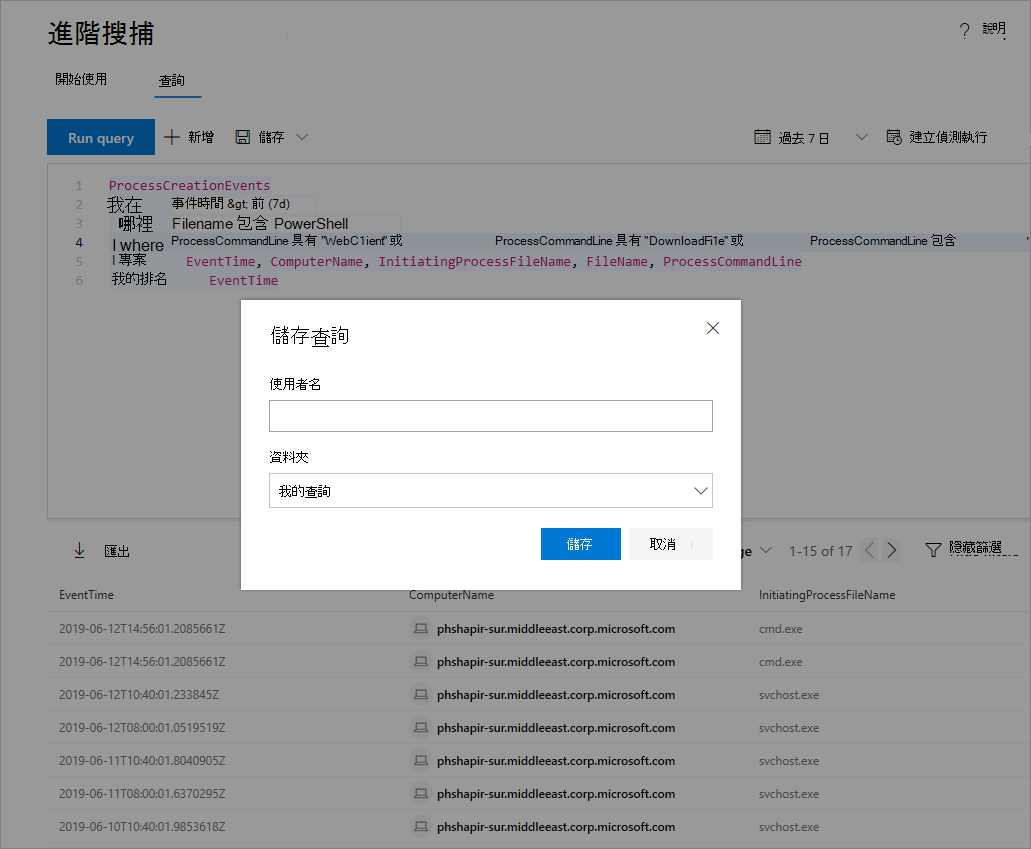 進階搜捕
? 說明
開始使用 查詢
Run query 新增 儲存 過去 7 日 建立偵測執行
1 ProcessCreationEvents
2 我在 事件時間 &gt; 前 (7d)
3 哪裡 Filename 包含 PowerShell
4 | where ProcessCommandLine 具有 "WebC1ient" 或 ProcessCommandLine 具有 "DownloadFi1e" 或 ProcessCommandLine 包含
5 | 專案 EventTime, ComputerName, InitiatingProcessFileName, FileName, ProcessCommandLine
6 我的排名 EventTime
儲存查詢
使用者名
資料夾
我的查詢
儲存 取消
匯出 1-15 of 17 隱藏篩選
EventTime ComputerName InitiatingProcessFileName
2019-06-12T14:56:01.2085661Z phshapir-sur.middleeast.corp.microsoft.com cmd.exe
2019-06-12T14:56:01.2085661Z phshapir-sur.middleeast.corp.microsoft.com cmd.exe
2019-06-12T10:40:01.233845Z phshapir-sur.middleeast.corp.microsoft.com svchost.exe
2019-06-12T08:00:01.0519519Z phshapir-sur.middleeast.corp.microsoft.com svchost.exe
2019-06-11T10:40:01.8040905Z phshapir-sur.middleeast.corp.microsoft.com svchost.exe
2019-06-11T08:00:01.6370295Z phshapir-sur.middleeast.corp.microsoft.com svchost.exe
2019-06-10T10:40:01.9853618Z phshapir-sur.middleeast.corp.microsoft.com svchost.exe